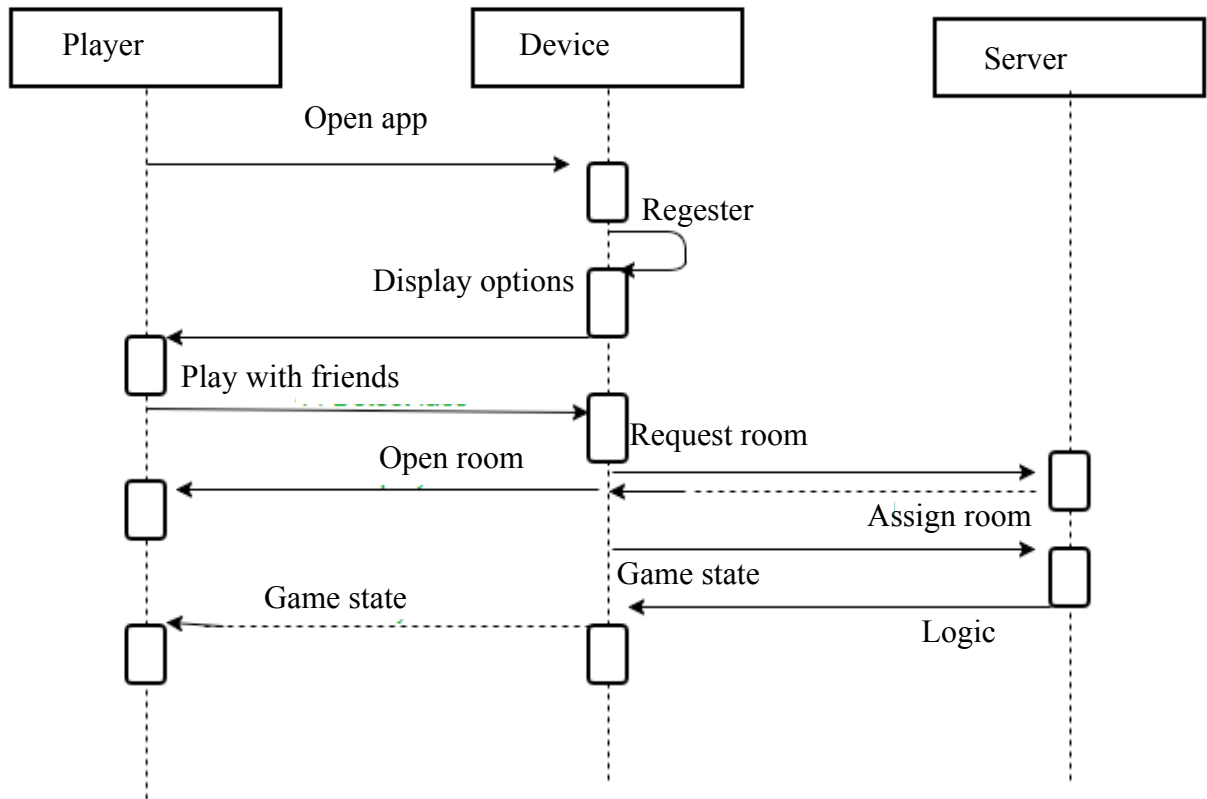 Player
Device
Server
Open app
Regester
Display options
Play with friends
Request room
Open room
Assign room
Game state
Game state
Logic